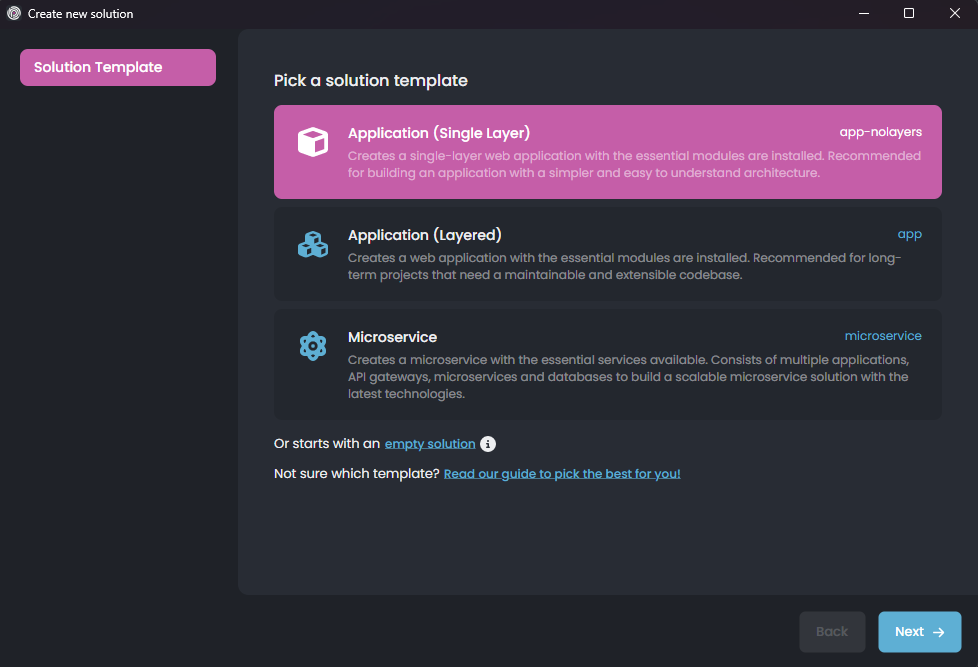 Create new solution
Solution Template
Pick a solution template
Application (Single Layer)
app-nolayers
Creates a single-layer web application with the essential modules are installed. Recommended
for building an application with a simpler and easy to understand architecture.
Application (Layered)
app
Creates a web application with the essential modules are installed. Recommended for long-
term projects that need a maintainable and extensible codebase.
Microservice
microservice
Creates a microservice with the essential services available. Consists of multiple applications,
API gateways, microservices and databases to build a scalable microservice solution with the
latest technologies.
Or starts with an empty solution
Not sure which template? Read our guide to pick the best for you!
Back
Next